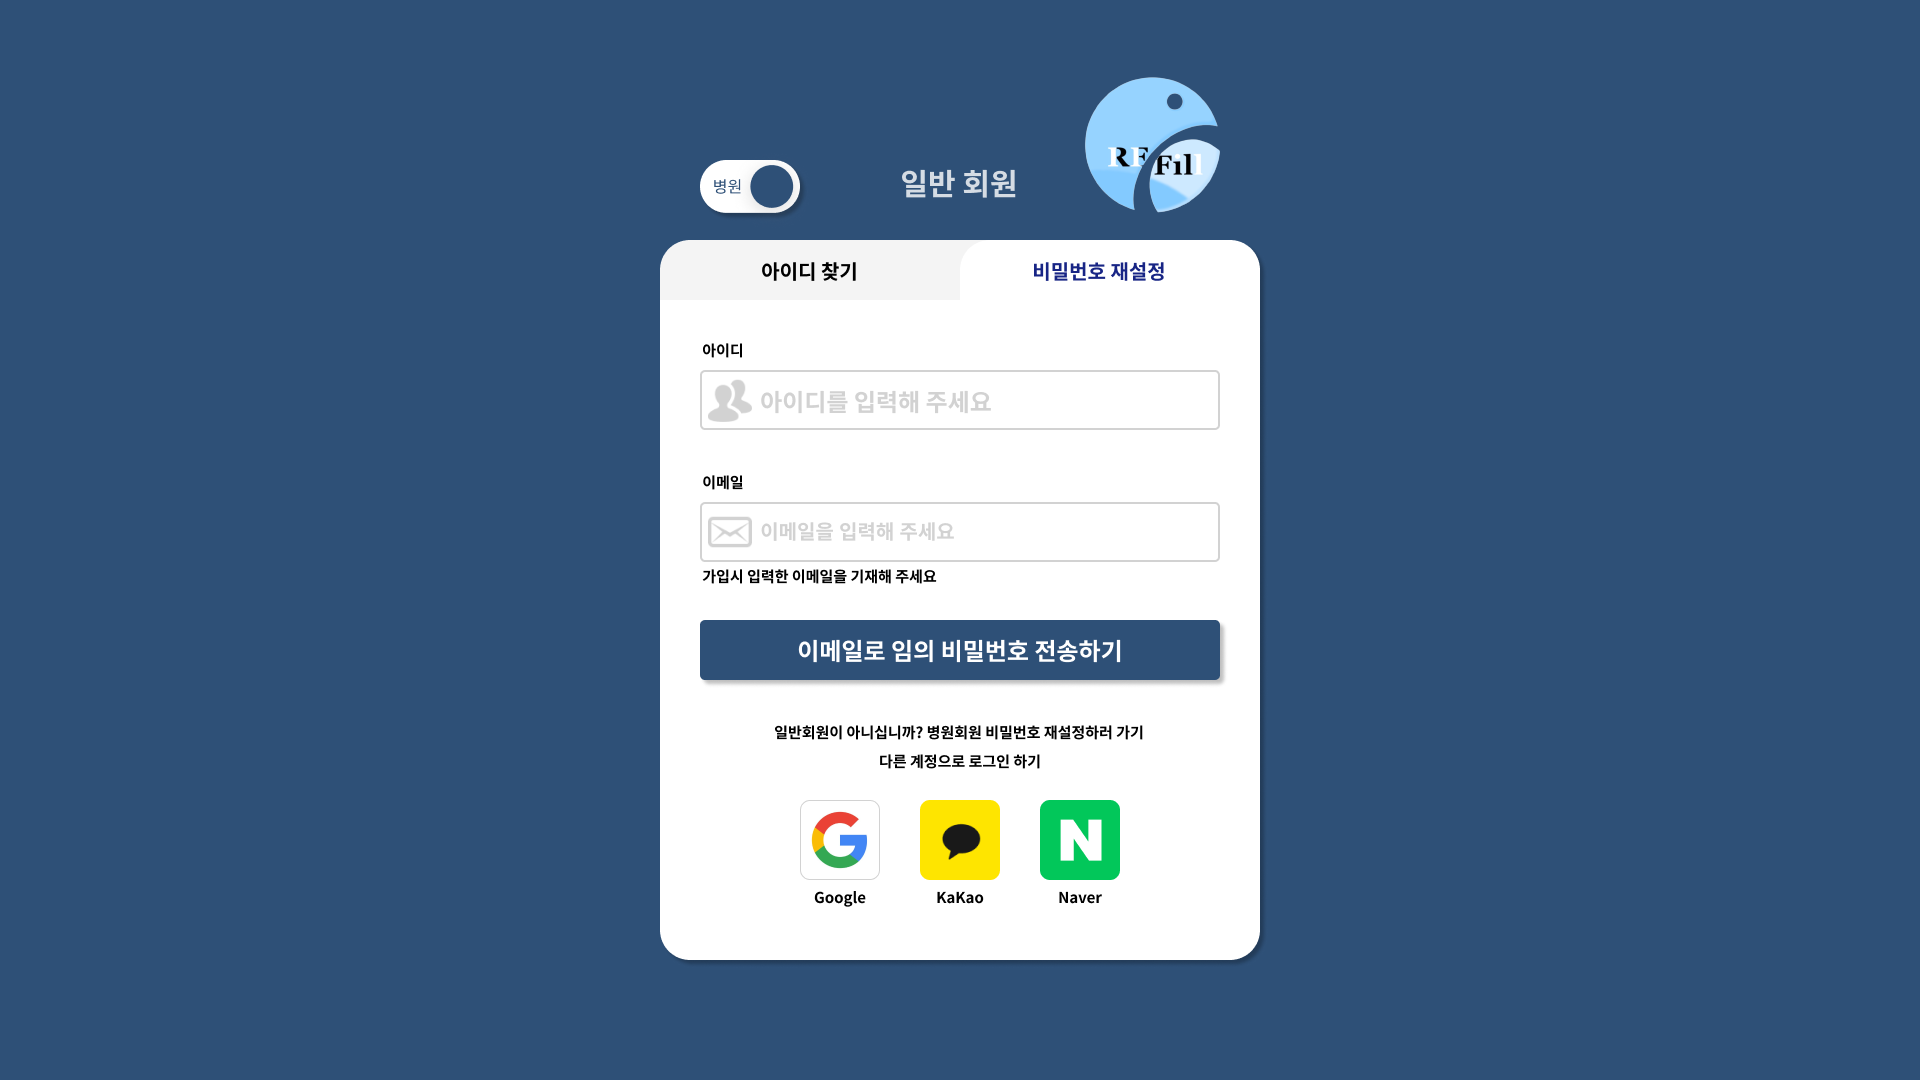 병원
일반 회원
RF Fill
아이디 찾기
비밀번호 재설정
아이디
아이디를 입력해 주세요
이메일
이메일을 입력해 주세요
가입시 입력한 이메일을 기재해 주세요
이메일로 임의 비밀번호 전송하기
일반회원이 아니십니까? 병원회원 비밀번호 재설정하러 가기
다른 계정으로 로그인 하기
Google
KaKao
Naver